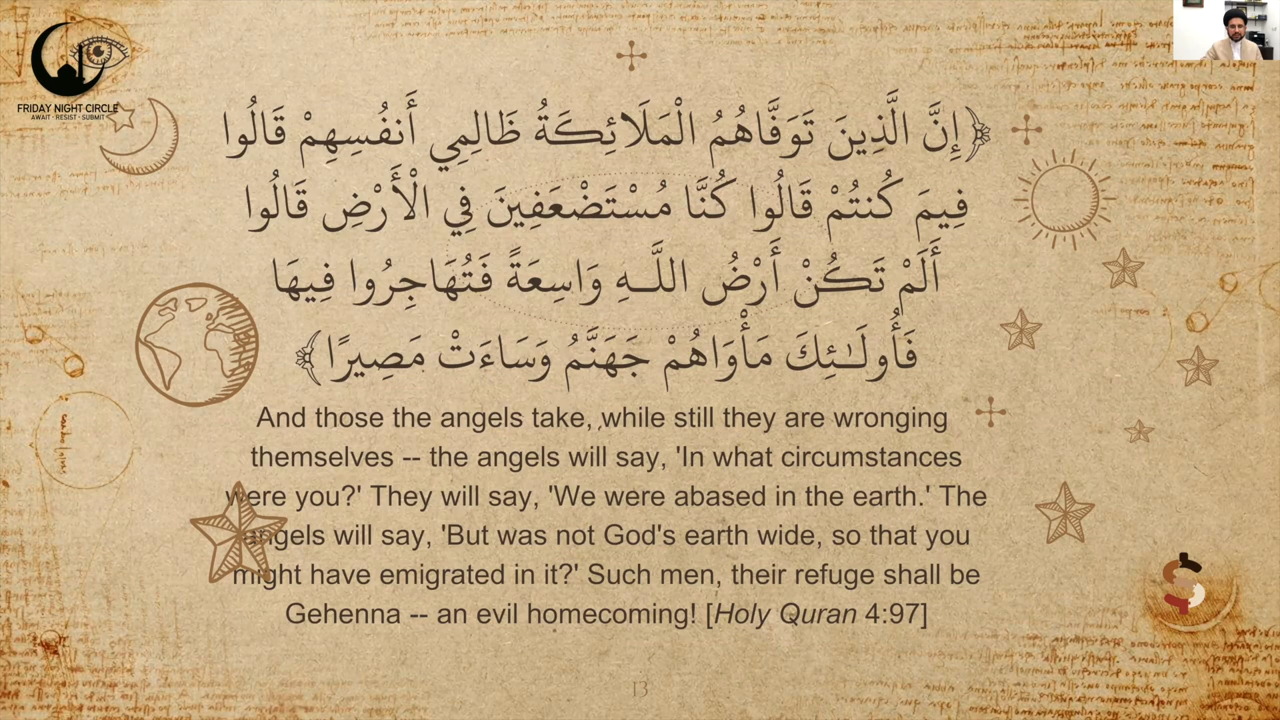 FRIDAY NIGHT CIRCLE
AWAIT · RESIST · SUBMIT
﴿إِنَّ الَّذِينَ تَوَفَّاهُمُ الْمَلَائِكَةُ ظَالِمِي أَنفُسِهِمْ قَالُوا
فِيمَ كُنتُمْ قَالُوا كُنَّا مُسْتَضْعَفِينَ فِي الْأَرْضِ قَالُوا
أَلَمْ تَكُنْ أَرْضُ اللَّـهِ وَاسِعَةً فَتُهَاجِرُوا فِيهَا
فَأُولَـٰئِكَ مَأْوَاهُمْ جَهَنَّمُ وَسَاءَتْ مَصِيرًا﴾
And those the angels take, while still they are wronging
themselves -- the angels will say, 'In what circumstances
were you?' They will say, 'We were abased in the earth.' The
angels will say, 'But was not God's earth wide, so that you
might have emigrated in it?' Such men, their refuge shall be
Gehenna -- an evil homecoming! [Holy Quran 4:97]
13